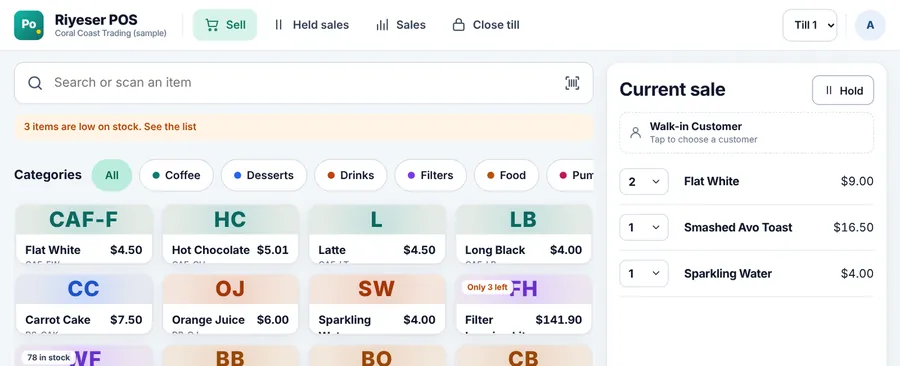 Po
Riyeser POS
Coral Coast Trading (sample)
Sell
Held sales
Sales
Close till
Till 1
A
Search or scan an item
3 items are low on stock. See the list
Categories
All
Coffee
Desserts
Drinks
Filters
Food
CAF-F
HC
L
LB
Flat White $4.50
Hot Chocolate $5.01
Latte $4.50
Long Black $4.00
CC
OJ
SW
Only 3 left
FH
Carrot Cake $7.50
Orange Juice $6.00
Sparkling $4.00
Filter $141.90
78 in stock
WF
BB
BO
CB
Current sale
Hold
Walk-in Customer
Tap to choose a customer
2 Flat White $9.00
1 Smashed Avo Toast $16.50
1 Sparkling Water $4.00